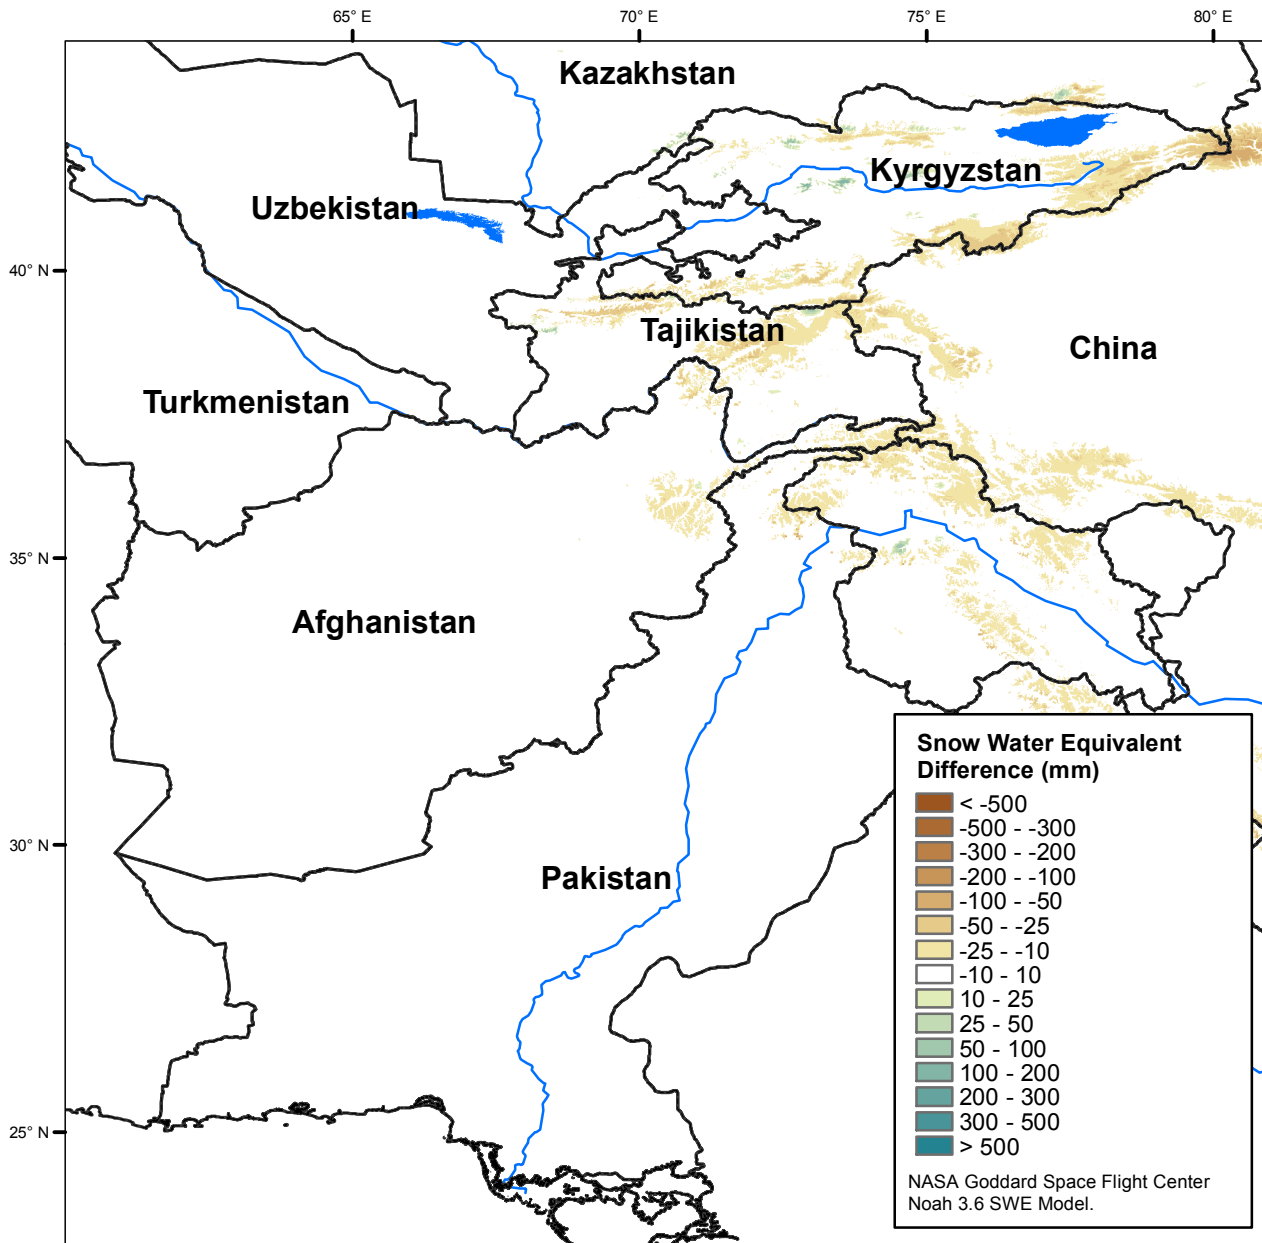 65° E
70° E
75° E
80° E
Kazakhstan
Kyrgyzstan
Uzbekistan
40° N
Tajikistan
China
Turkmenistan
35° N
Afghanistan
30° N
Pakistan
25° N
Snow Water Equivalent
Difference (mm)
< -500
-500 - -300
-300 - -200
-200 - -100
-100 - -50
-50 - -25
-25 - -10
-10 - 10
10 - 25
25 - 50
50 - 100
100 - 200
200 - 300
300 - 500
> 500
NASA Goddard Space Flight Center
Noah 3.6 SWE Model.